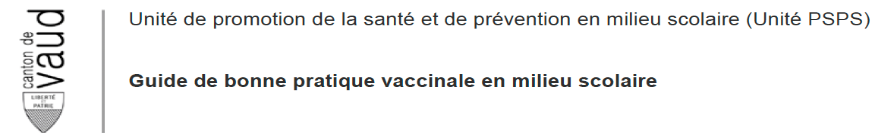 canton de
vaud
LIBERTÉ
ET
PATRIE
Unité de promotion de la santé et de prévention en milieu scolaire (Unité PSPS)
Guide de bonne pratique vaccinale en milieu scolaire